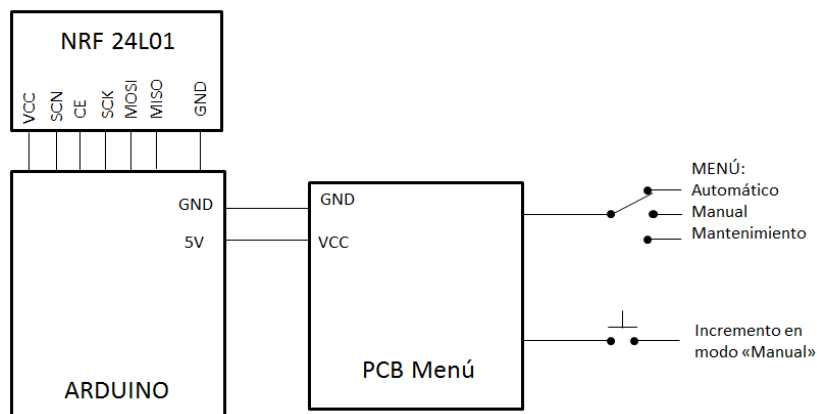 NRF 24L01
VCC
SCN
CE
SCK
MOSI
MISO
GND
GND
5V
ARDUINO
GND
VCC
PCB Menú
MENÚ:
Automático
Manual
Mantenimiento
Incremento en
modo «Manual»